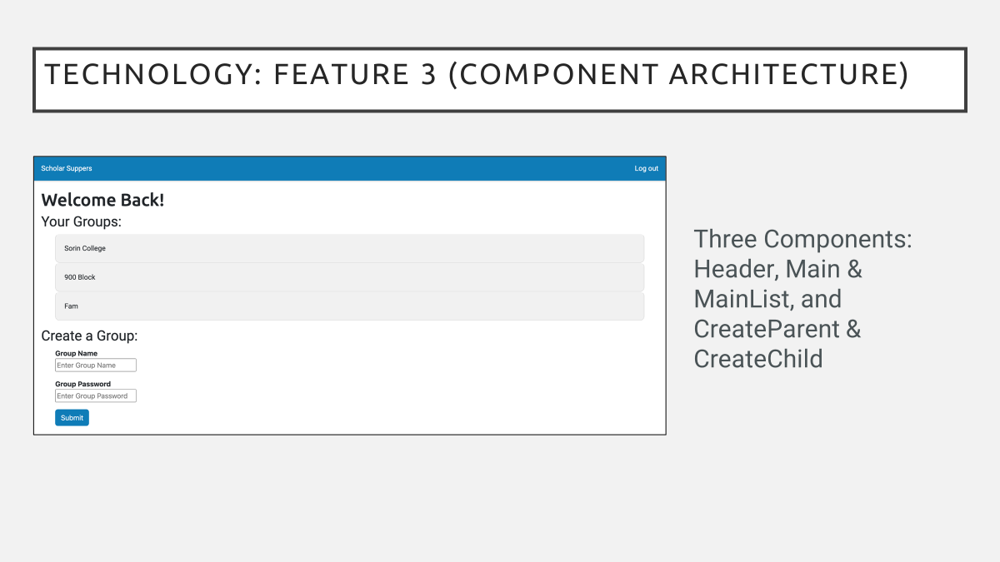 TECHNOLOGY: FEATURE 3 (COMPONENT ARCHITECTURE)
Scholar Suppers
Log out
Welcome Back!
Your Groups:
Sorin College
900 Block
Fam
Create a Group:
Group Name
Enter Group Name
Group Password
Enter Group Password
Submit
Three Components:
Header, Main &
MainList, and
CreateParent &
CreateChild